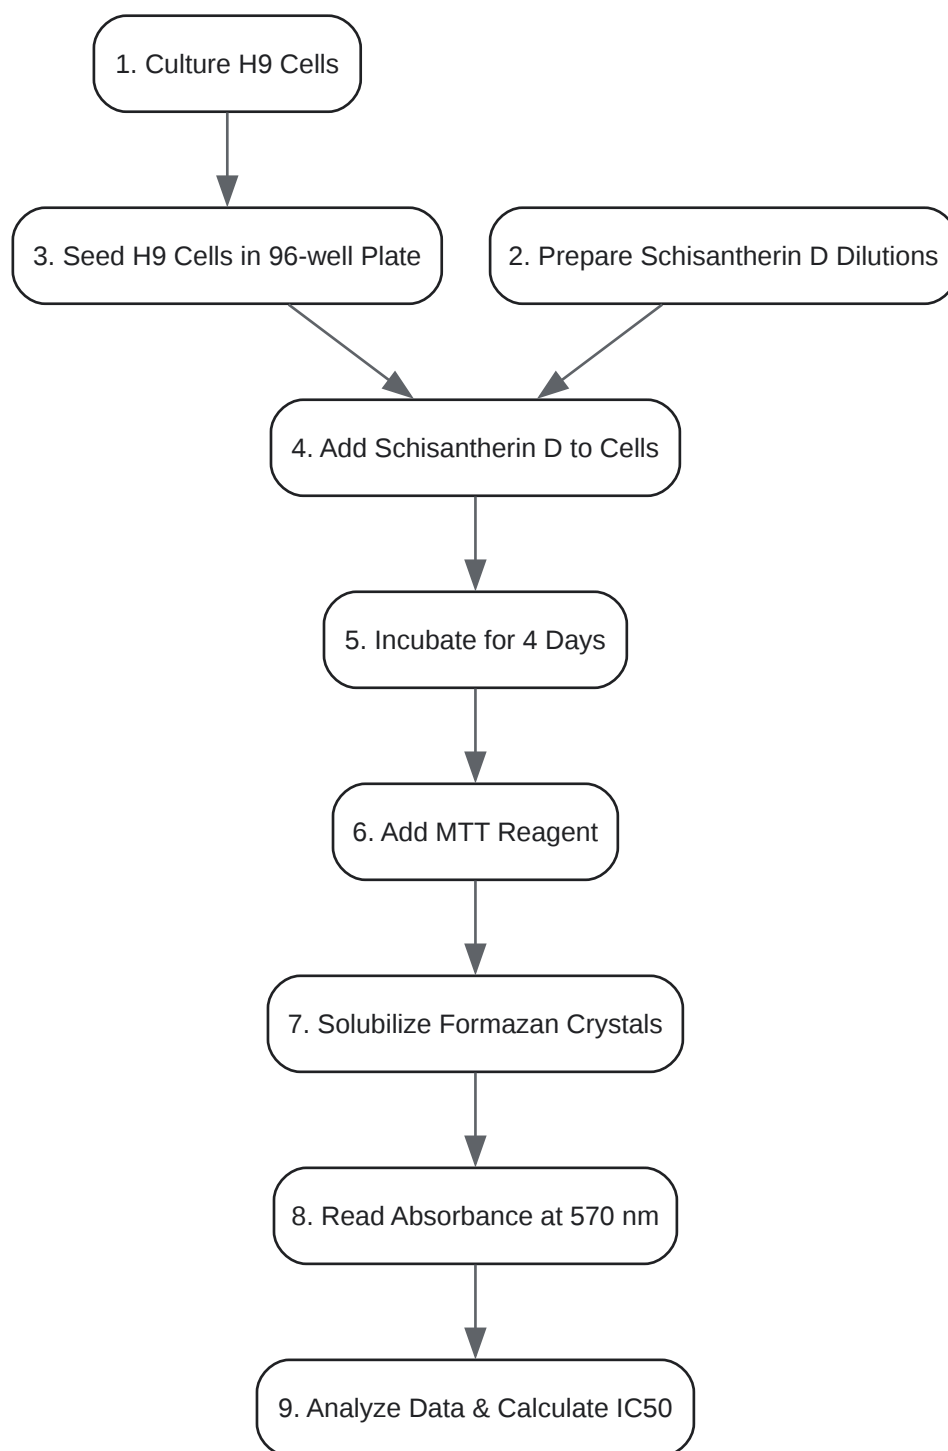 1. Culture H9 Cells
3. Seed H9 Cells in 96-well Plate
2. Prepare Schisantherin D Dilutions
4. Add Schisantherin D to Cells
5. Incubate for 4 Days
6. Add MTT Reagent
7. Solubilize Formazan Crystals
8. Read Absorbance at 570 nm
9. Analyze Data & Calculate IC50